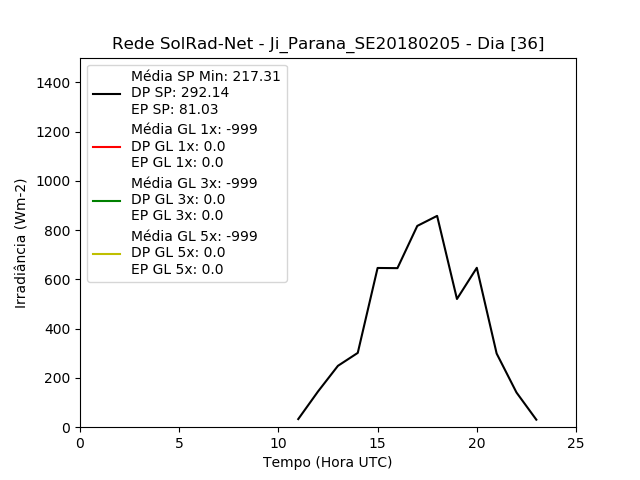 Rede SolRad-Net - Ji_Parana_SE20180205 - Dia [36]
Média SP Min: 217.31
DP SP: 292.14
EP SP: 81.03
Média GL 1x: -999
DP GL 1x: 0.0
EP GL 1x: 0.0
Média GL 3x: -999
DP GL 3x: 0.0
EP GL 3x: 0.0
Média GL 5x: -999
DP GL 5x: 0.0
EP GL 5x: 0.0
Irradiância (Wm-2)
1400
1200
1000
800
600
400
200
0
0 5 10 15 20 25
Tempo (Hora UTC)